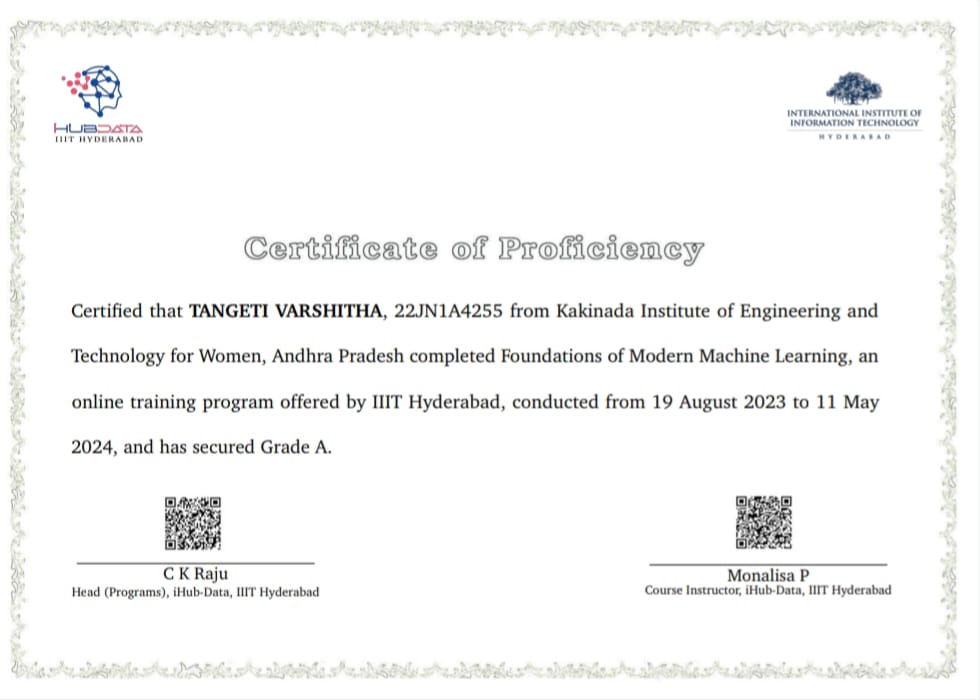 HUBDATA
IIIT HYDERABAD
INTERNATIONAL INSTITUTE OF
INFORMATION TECHNOLOGY
HYDERABAD
Certificate of Proficiency
Certified that TANGETI VARSHITHA, 22JN1A4255 from Kakinada Institute of Engineering and
Technology for Women, Andhra Pradesh completed Foundations of Modern Machine Learning, an
online training program offered by IIIT Hyderabad, conducted from 19 August 2023 to 11 May
2024, and has secured Grade A.
C K Raju
Head (Programs), iHub-Data, IIIT Hyderabad
Monalisa P
Course Instructor, iHub-Data, IIIT Hyderabad